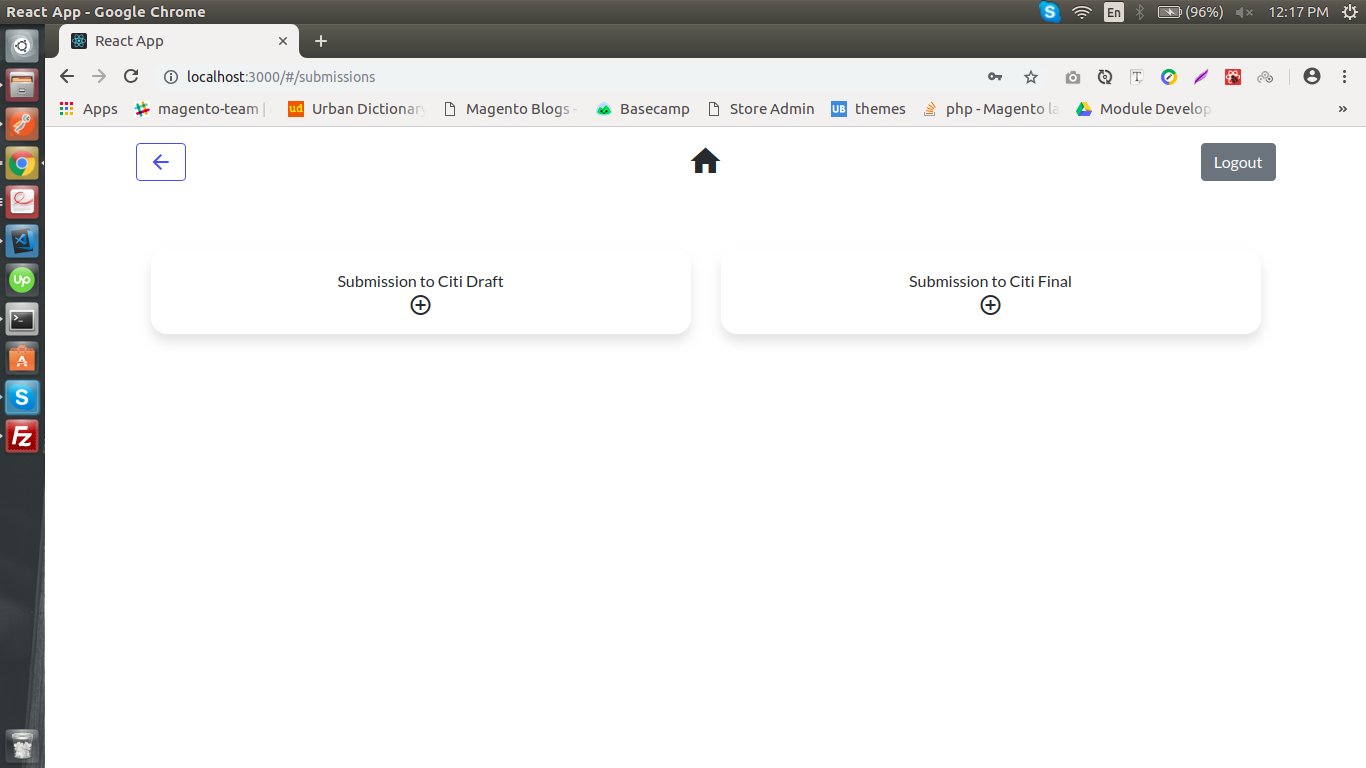 React App - Google Chrome
En
(96%)
12:17 PM
React App
localhost:3000/#/submissions
Apps
magento-team |
ud
Urban Dictionary
Magento Blogs -
Basecamp
Store Admin
UB
themes
php - Magento la
Module Develop
»
Logout
Submission to Citi Draft
Submission to Citi Final